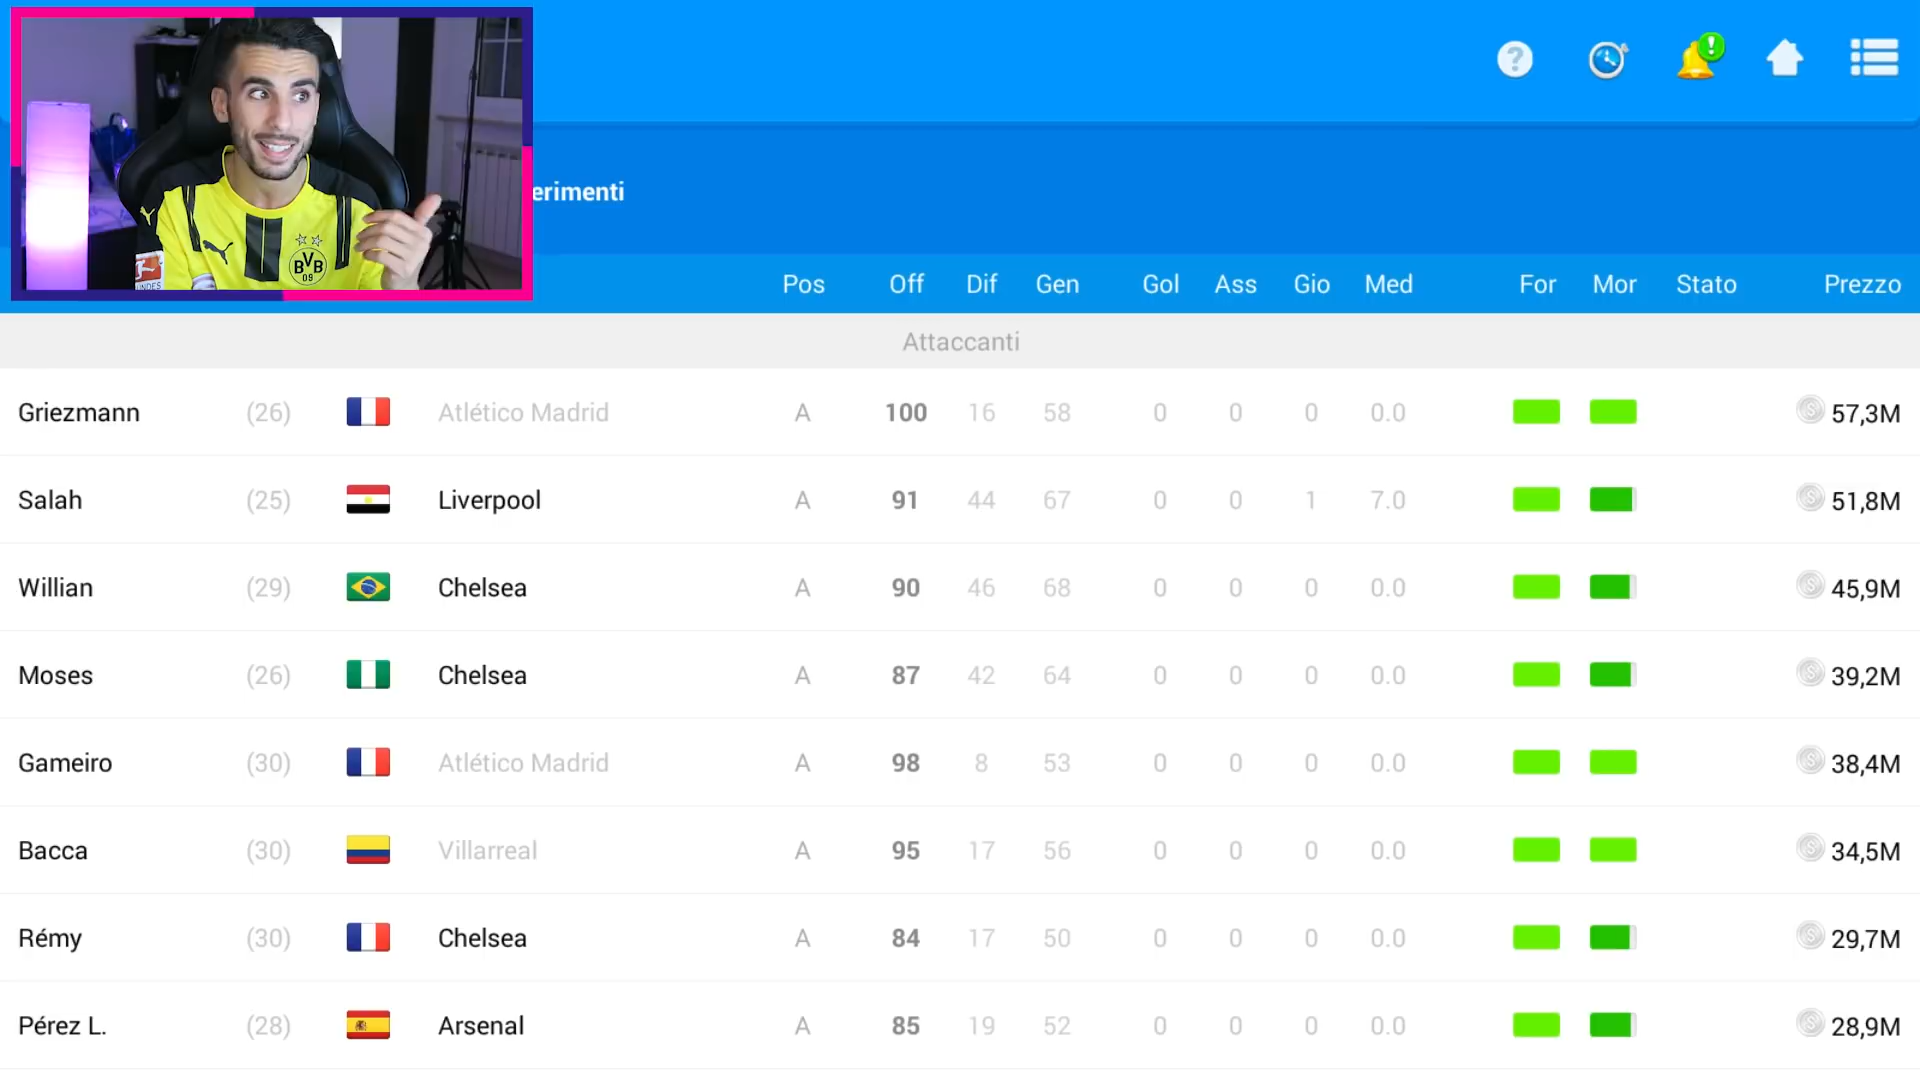 erimenti
Pos Off Dif Gen Gol Ass Gio Med For Mor Stato Prezzo
Attaccanti
Griezmann (26) Atlético Madrid A 100 16 58 0 0 0 0.0 57,3M
Salah (25) Liverpool A 91 44 67 0 0 1 7.0 51,8M
Willian (29) Chelsea A 90 46 68 0 0 0 0.0 45,9M
Moses (26) Chelsea A 87 42 64 0 0 0 0.0 39,2M
Gameiro (30) Atlético Madrid A 98 8 53 0 0 0 0.0 38,4M
Bacca (30) Villarreal A 95 17 56 0 0 0 0.0 34,5M
Rémy (30) Chelsea A 84 17 50 0 0 0 0.0 29,7M
Pérez L. (28) Arsenal A 85 19 52 0 0 0 0.0 28,9M
BVB
09